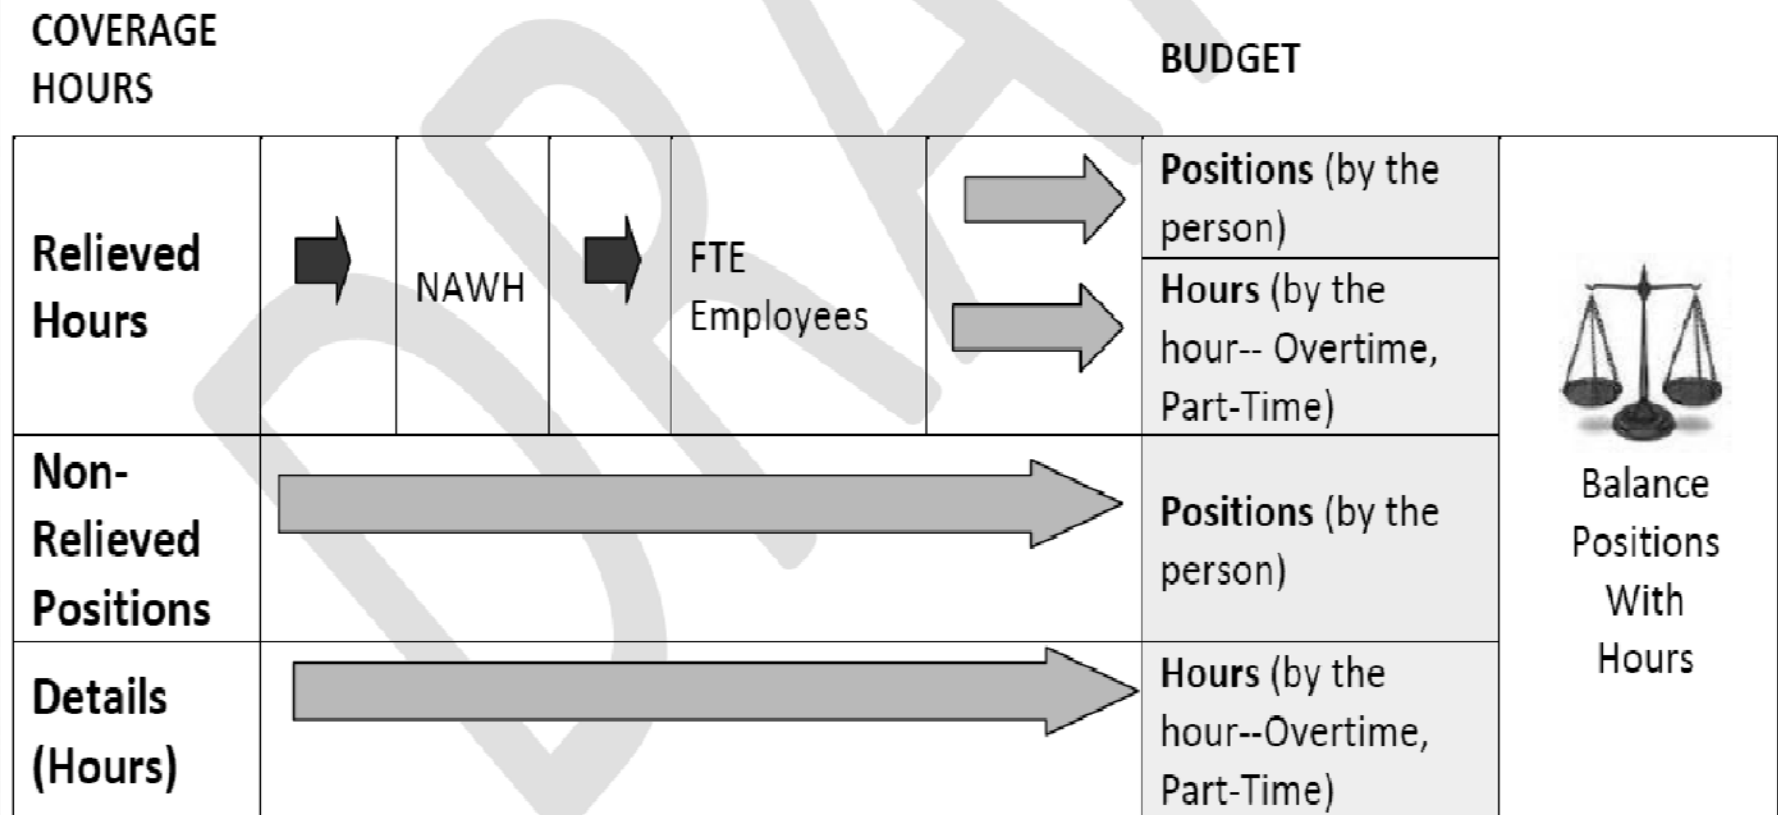 COVERAGE
HOURS
BUDGET
Relieved
Hours
NAWH
FTE
Employees
Positions (by the
person)
Hours (by the
hour-- Overtime,
Part-Time)
Non-
Relieved
Positions
Positions (by the
person)
Details
(Hours)
Hours (by the
hour--Overtime,
Part-Time)
Balance
Positions
With
Hours